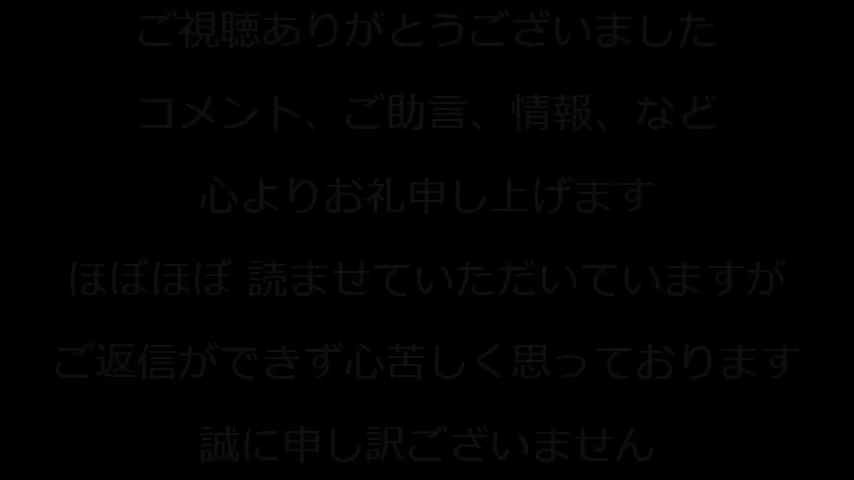 ご視聴ありがとうございました
コメント、ご助言、情報、など
心よりお礼申し上げます
ほぼほぼ 読ませていただいていますが
ご返信ができず心苦しく思っております
誠に申し訳ございません